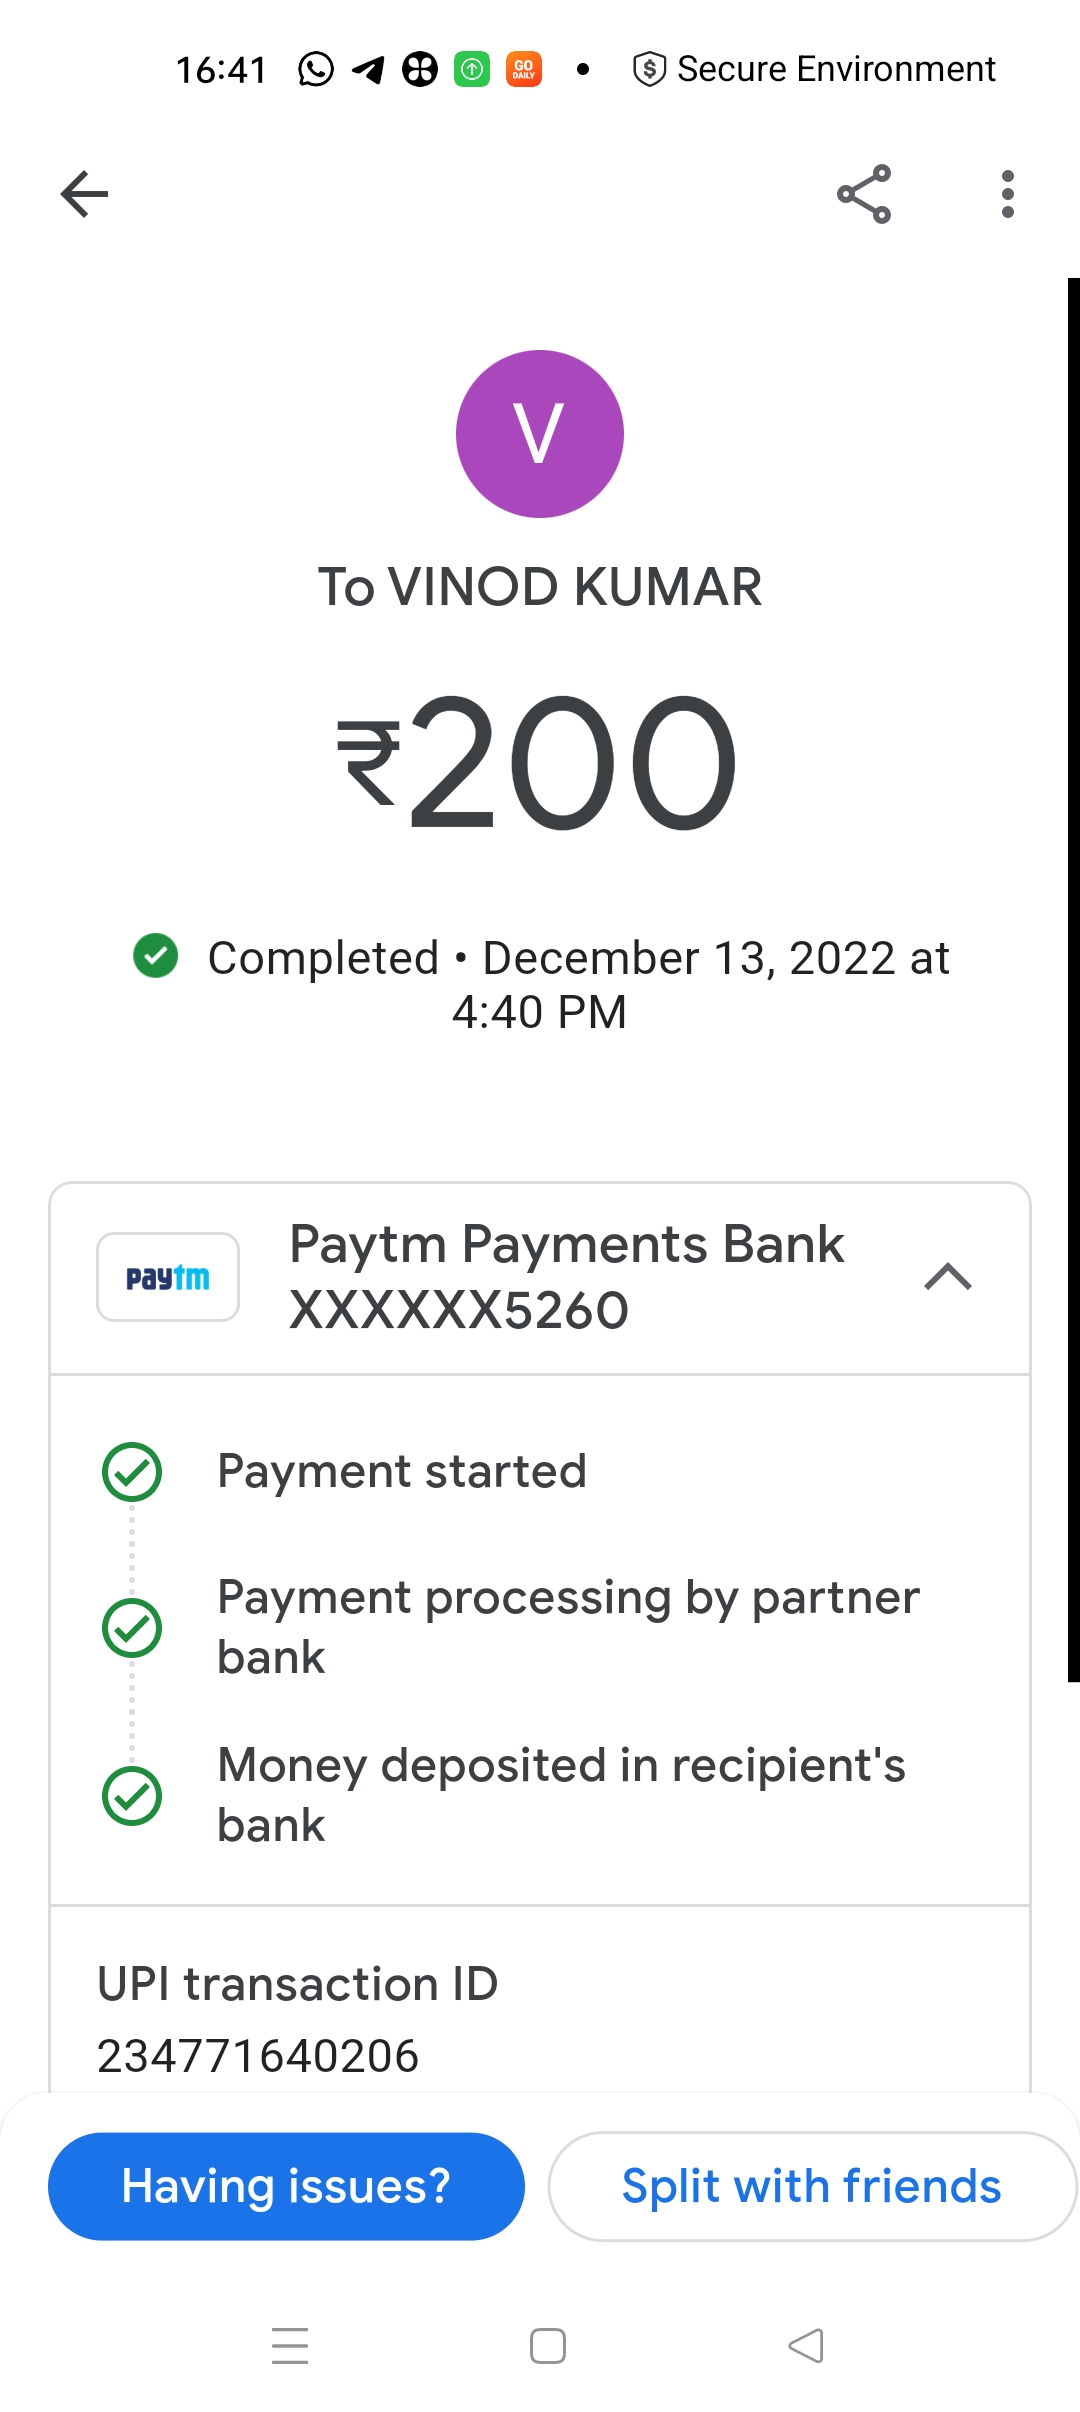 16:41 GO DAILY • Secure Environment
V
To VINOD KUMAR
₹200
Completed • December 13, 2022 at
4:40 PM
paytm
Paytm Payments Bank
XXXXXX5260
Payment started
Payment processing by partner
bank
Money deposited in recipient's
bank
UPI transaction ID
234771640206
Having issues? Split with friends